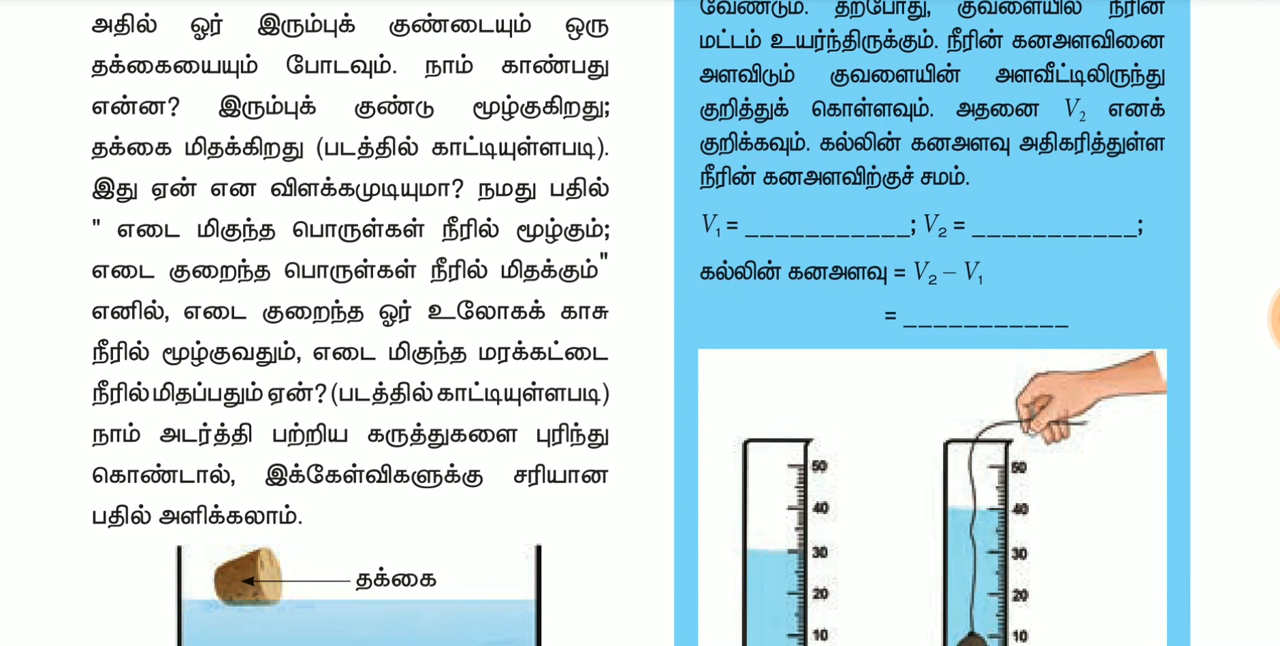 அதில் ஓர் இரும்புக் குண்டையும் ஒரு
தக்கையையும் போடவும். நாம் காண்பது
என்ன? இரும்புக் குண்டு மூழ்குகிறது;
தக்கை மிதக்கிறது (படத்தில் காட்டியுள்ளபடி).
இது ஏன் என விளக்கமுடியுமா? நமது பதில்
" எடை மிகுந்த பொருள்கள் நீரில் மூழ்கும்;
எடை குறைந்த பொருள்கள் நீரில் மிதக்கும்"
எனில், எடை குறைந்த ஓர் உலோகக் காசு
நீரில் மூழ்குவதும், எடை மிகுந்த மரக்கட்டை
நீரில் மிதப்பதும் ஏன்? (படத்தில் காட்டியுள்ளபடி)
நாம் அடர்த்தி பற்றிய கருத்துகளை புரிந்து
கொண்டால், இக்கேள்விகளுக்கு சரியான
பதில் அளிக்கலாம்.
தக்கை
வேண்டும். தற்போது, குவளையில் நீரின்
மட்டம் உயர்ந்திருக்கும். நீரின் கனஅளவினை
அளவிடும் குவளையின் அளவீட்டிலிருந்து
குறித்துக் கொள்ளவும். அதனை V₂ எனக்
குறிக்கவும். கல்லின் கனஅளவு அதிகரித்துள்ள
நீரின் கனஅளவிற்குச் சமம்.
V₁ = ___________; V₂ = ___________;
கல்லின் கனஅளவு = V₂ – V₁
= ___________
50
40
30
20
10
50
40
30
20
10